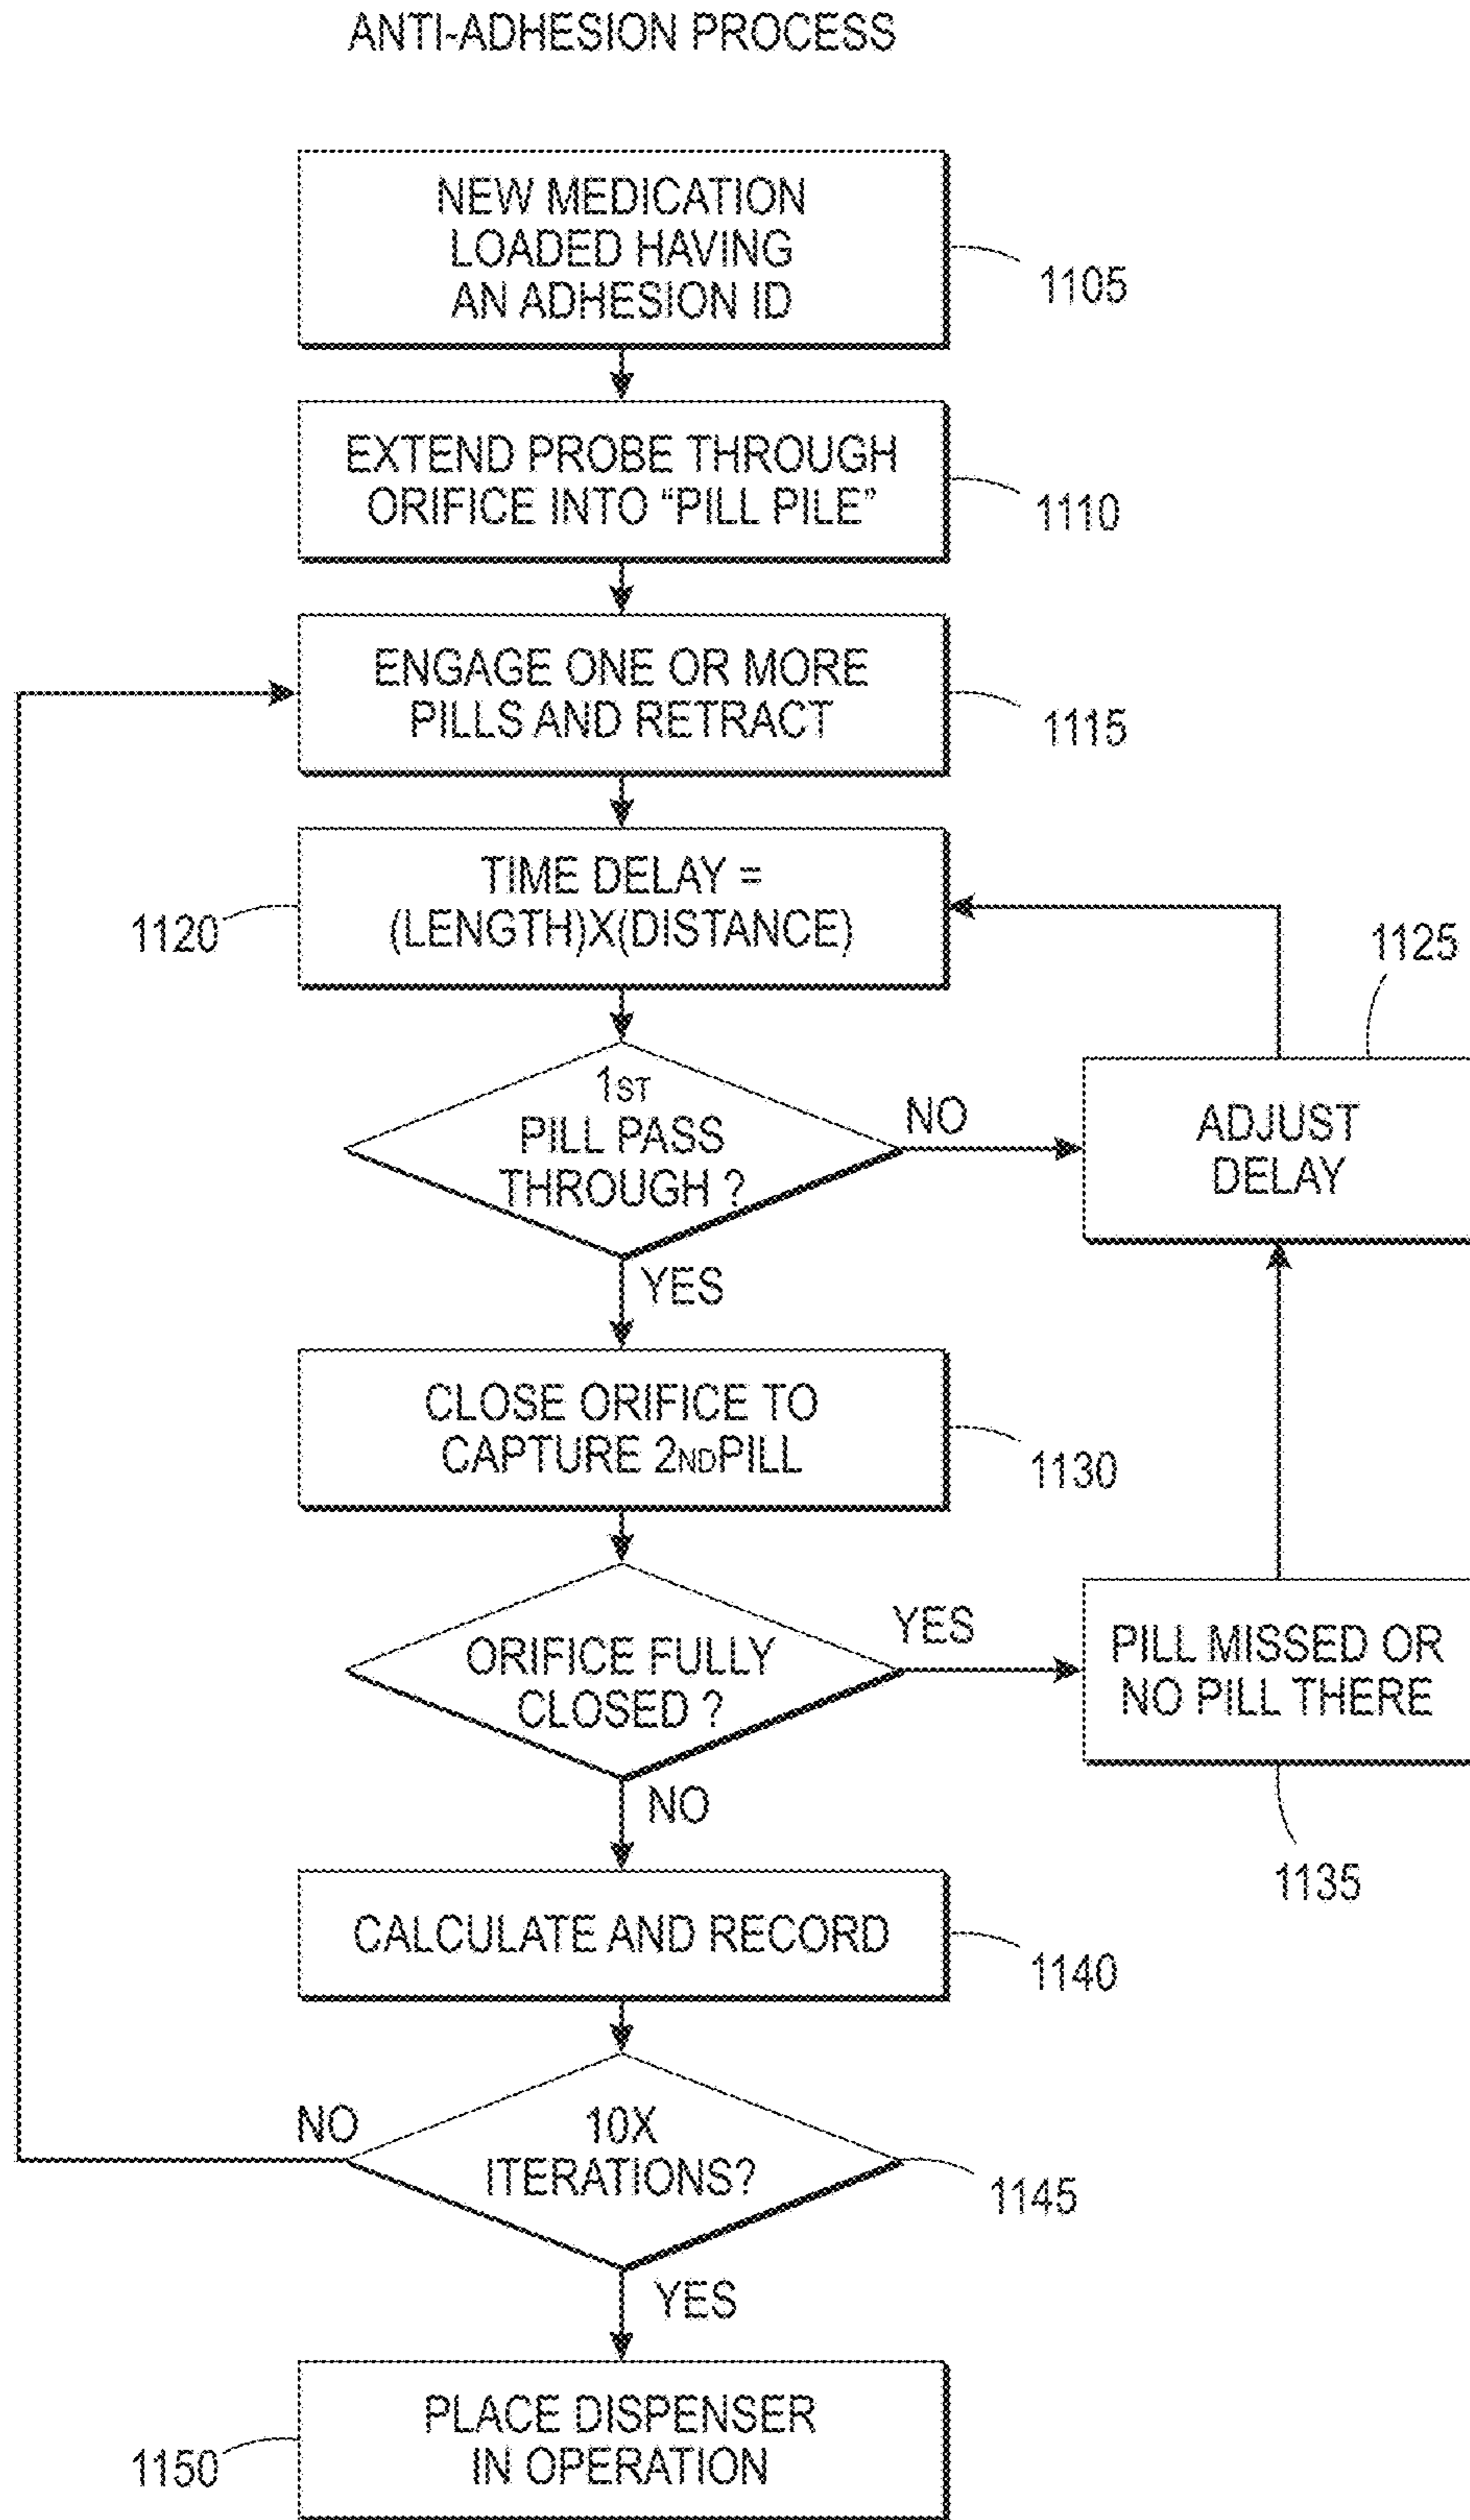 ANTI-ADHESION PROCESS
NEW MEDICATION
LOADED HAVING
AN ADHESION ID
1105
EXTEND PROBE THROUGH
ORIFICE INTO “PILL PILE”
1110
ENGAGE ONE OR MORE
PILLS AND RETRACT
1115
TIME DELAY =
(LENGTH)X(DISTANCE)
1120
1125
1ST
PILL PASS
THROUGH ?
NO
ADJUST
DELAY
YES
CLOSE ORIFICE TO
CAPTURE 2NDPILL
1130
ORIFICE FULLY
CLOSED ?
YES
PILL MISSED OR
NO PILL THERE
NO
1135
CALCULATE AND RECORD
1140
NO
10X
ITERATIONS?
1145
YES
PLACE DISPENSER
IN OPERATION
1150